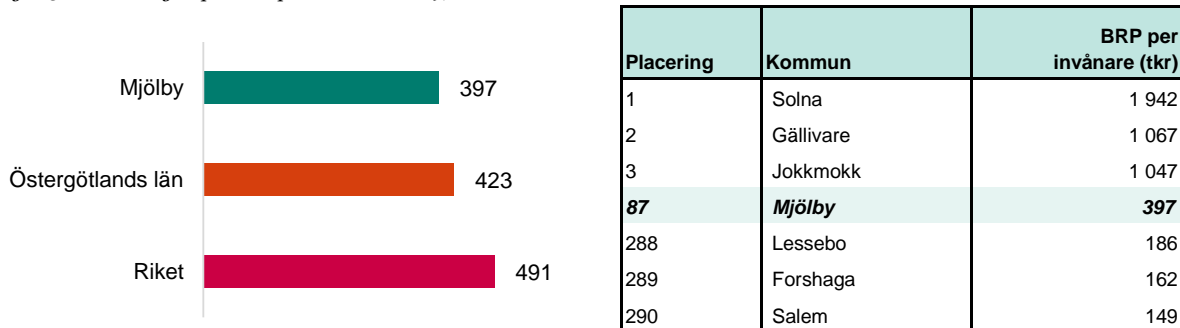 Mjölby 397
Östergötlands län 423
Riket 491
Placering Kommun BRP per invånare (tkr)
1 Solna 1 942
2 Gällivare 1 067
3 Jokkmokk 1 047
87 Mjölby 397
288 Lessebo 186
289 Forshaga 162
290 Salem 149